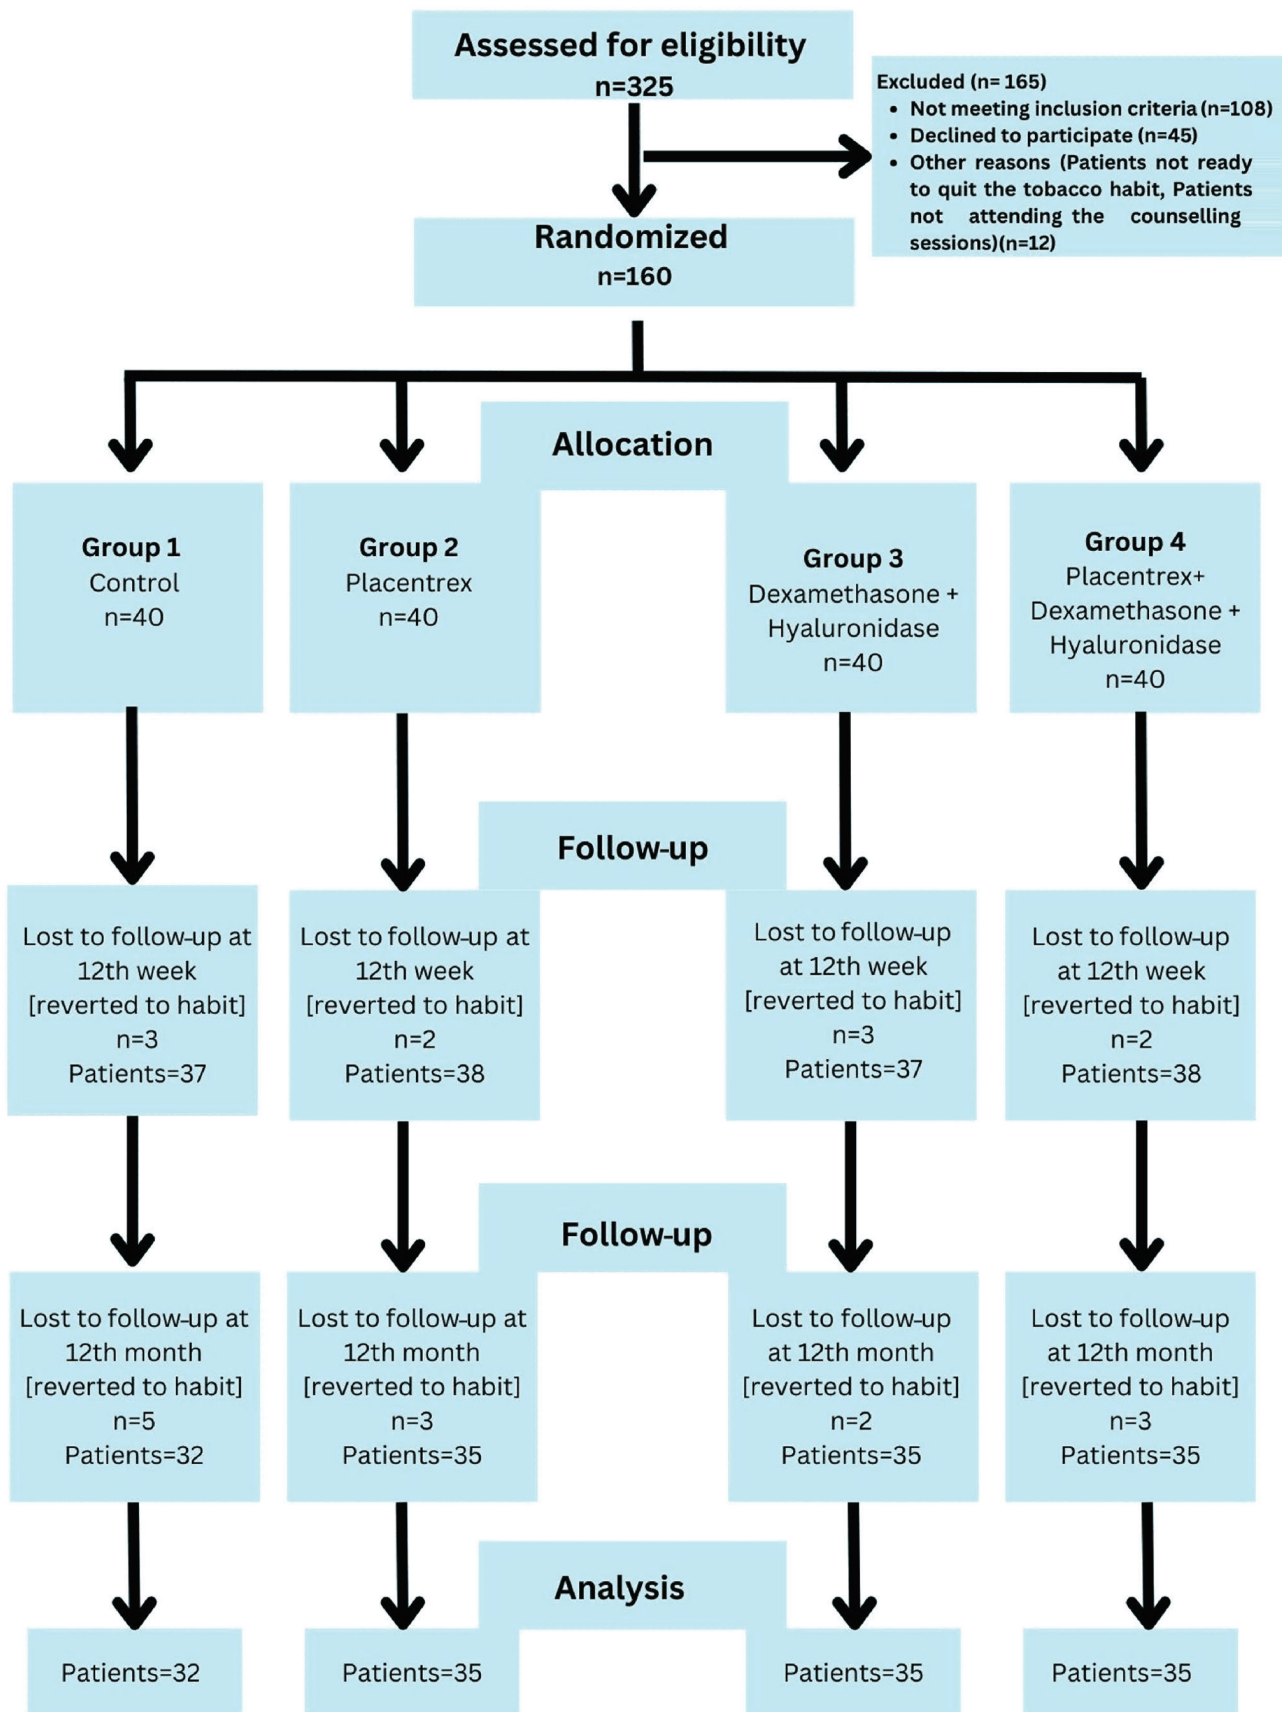 Assessed for eligibility
n=325
Excluded (n= 165)
• Not meeting inclusion criteria (n=108)
• Declined to participate (n=45)
• Other reasons (Patients not ready
to quit the tobacco habit, Patients
not attending the counselling
sessions)(n=12)
Randomized
n=160
Allocation
Group 1
Control
n=40
Group 2
Placentrex
n=40
Group 3
Dexamethasone +
Hyaluronidase
n=40
Group 4
Placentrex+
Dexamethasone +
Hyaluronidase
n=40
Follow-up
Lost to follow-up at
12th week
[reverted to habit]
n=3
Patients=37
Lost to follow-up at
12th week
[reverted to habit]
n=2
Patients=38
Lost to follow-up
at 12th week
[reverted to habit]
n=3
Patients=37
Lost to follow-up
at 12th week
[reverted to habit]
n=2
Patients=38
Follow-up
Lost to follow-up at
12th month
[reverted to habit]
n=5
Patients=32
Lost to follow-up at
12th month
[reverted to habit]
n=3
Patients=35
Lost to follow-up
at 12th month
[reverted to habit]
n=2
Patients=35
Lost to follow-up
at 12th month
[reverted to habit]
n=3
Patients=35
Analysis
Patients=32
Patients=35
Patients=35
Patients=35